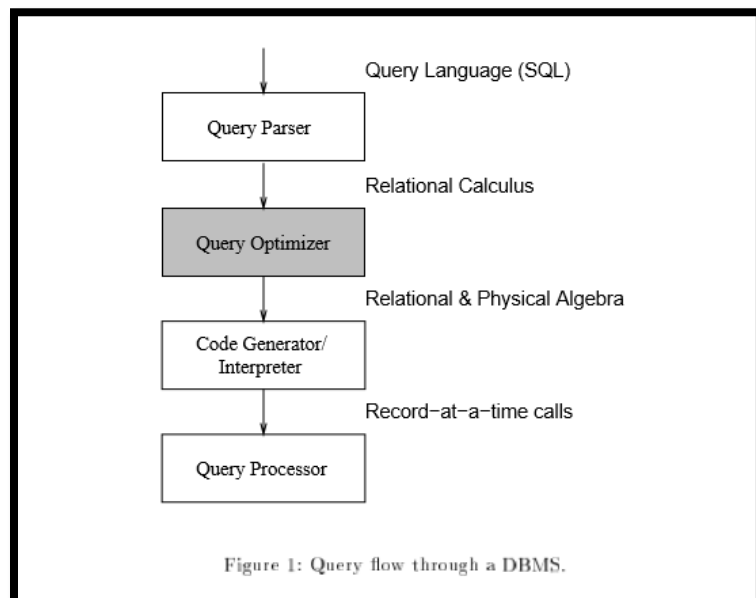 Query Language (SQL)
Query Parser
Relational Calculus
Query Optimizer
Relational & Physical Algebra
Code Generator/
Interpreter
Record-at-a-time calls
Query Processor
Figure 1: Query flow through a DBMS.